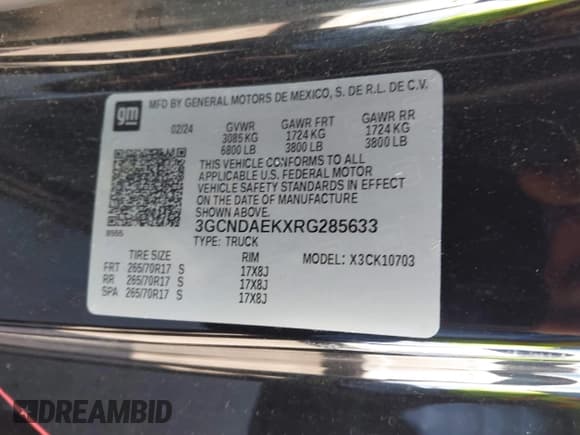 gm MFD BY GENERAL MOTORS DE MEXICO, S. DE R.L. DE C.V.
02/24 GVWR GAWR FRT GAWR RR
3085 KG 1724 KG 1724 KG
6800 LB 3800 LB 3800 LB
THIS VEHICLE CONFORMS TO ALL
APPLICABLE U.S. FEDERAL MOTOR
VEHICLE SAFETY STANDARDS IN EFFECT
ON THE DATE OF MANUFACTURE
SHOWN ABOVE.
3GCNDAEKXRG285633
TYPE: TRUCK
TIRE SIZE RIM MODEL: X3CK10703
FRT 265/70R17 S 17X8J
RR 265/70R17 S 17X8J
SPA 265/70R17 S 17X8J
DREAMBID